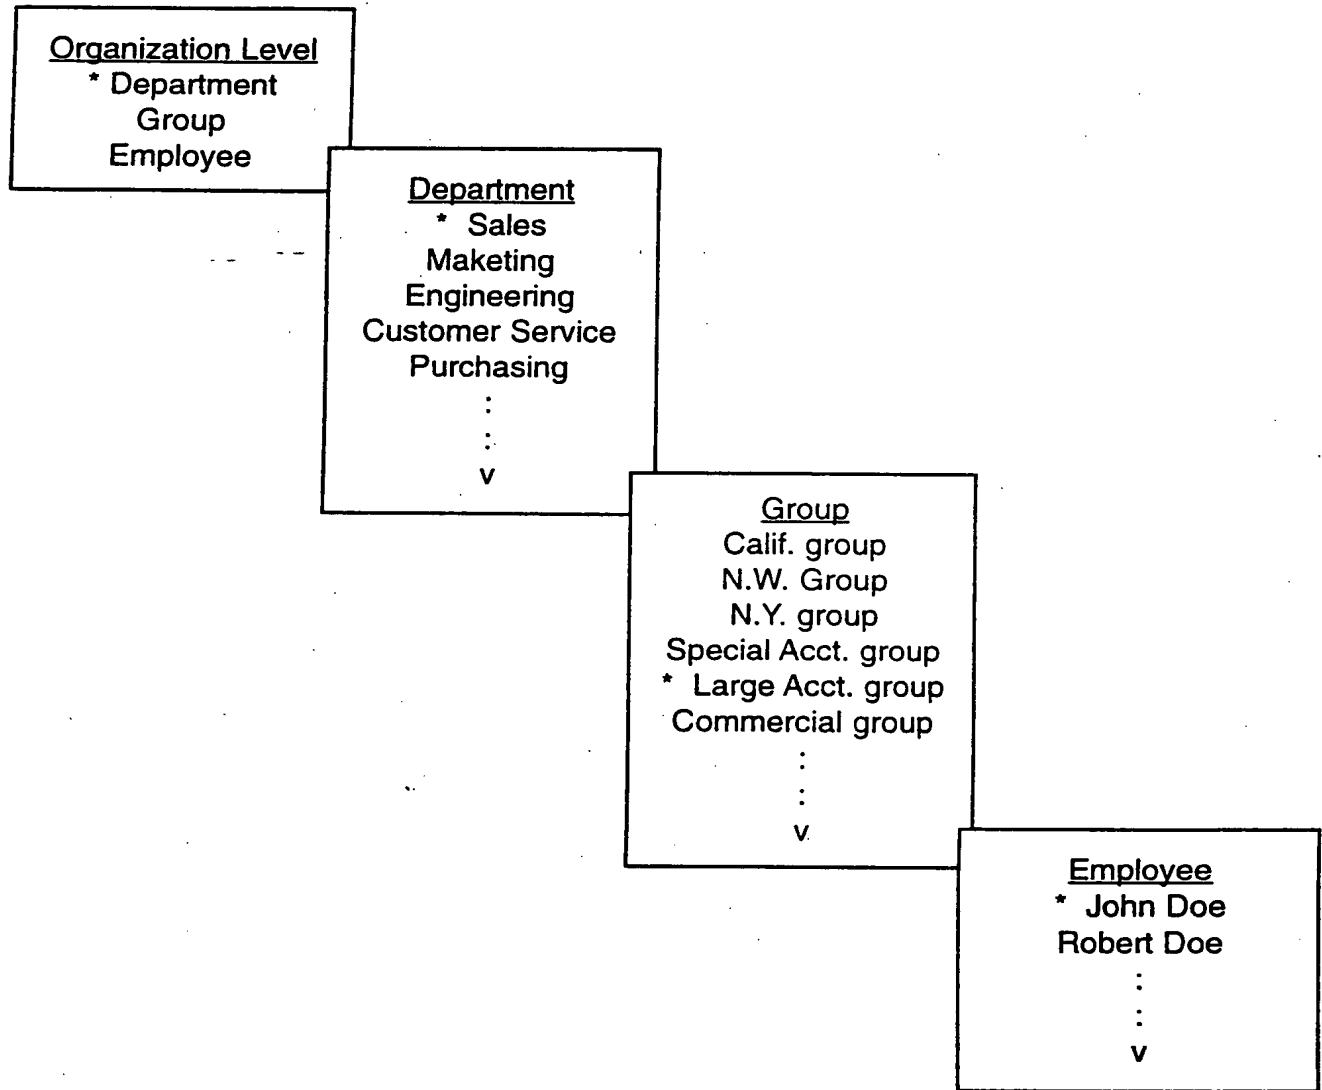 Organization Level
* Department
Group
Employee
Department
* Sales
Maketing
Engineering
Customer Service
Purchasing
:
:
v
Group
Calif. group
N.W. Group
N.Y. group
Special Acct. group
* Large Acct. group
Commercial group
:
:
v
Employee
* John Doe
Robert Doe
:
:
v